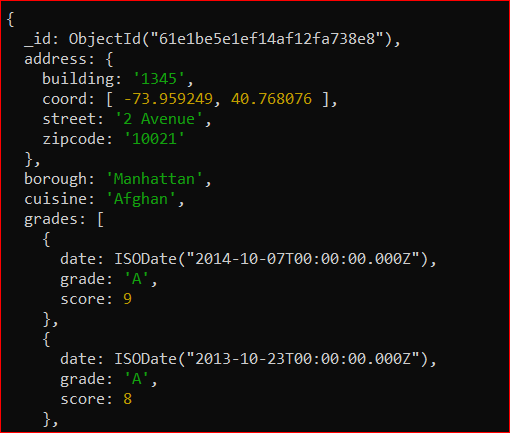 {
  _id: ObjectId("61e1be5e1ef14af12fa738e8"),
  address: {
    building: '1345',
    coord: [ -73.959249, 40.768076 ],
    street: '2 Avenue',
    zipcode: '10021'
  },
  borough: 'Manhattan',
  cuisine: 'Afghan',
  grades: [
    {
      date: ISODate("2014-10-07T00:00:00.000Z"),
      grade: 'A',
      score: 9
    },
    {
      date: ISODate("2013-10-23T00:00:00.000Z"),
      grade: 'A',
      score: 8
    },